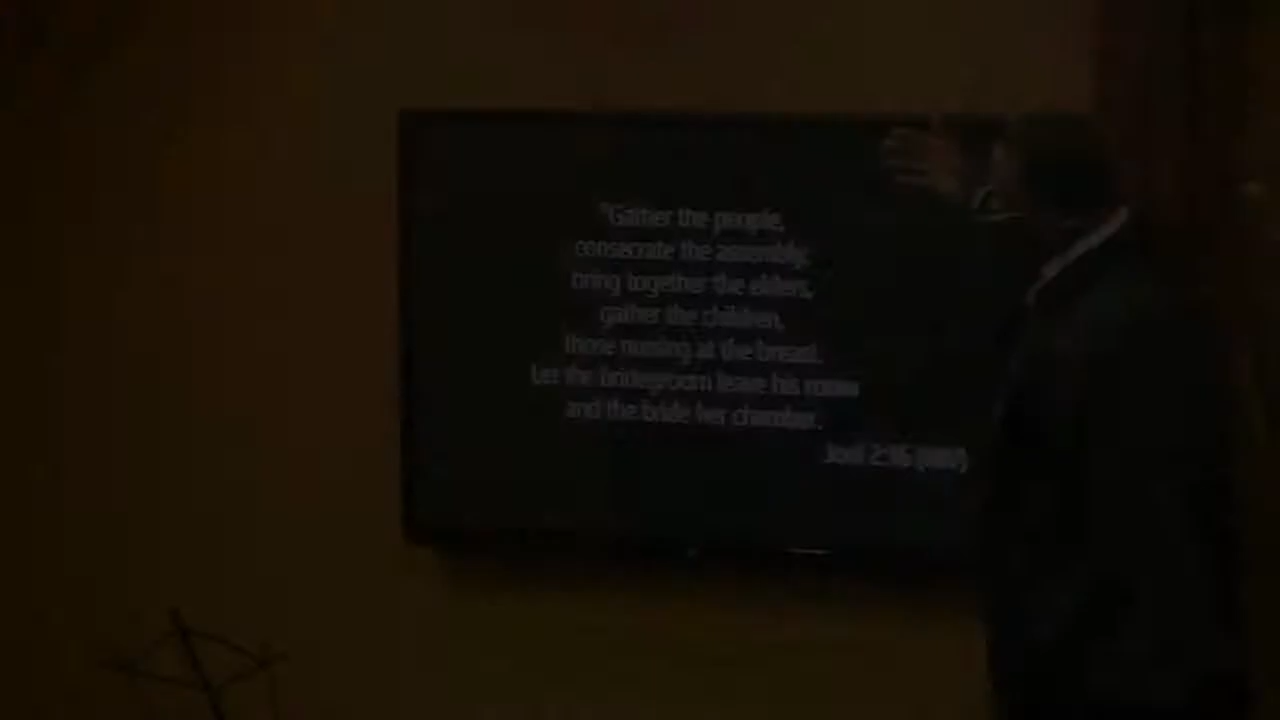 "Gather the people,
consecrate the assembly;
bring together the elders,
gather the children,
those nursing at the breast.
Let the bridegroom leave his room
and the bride her chamber.
Joel 2:16 (NIV)